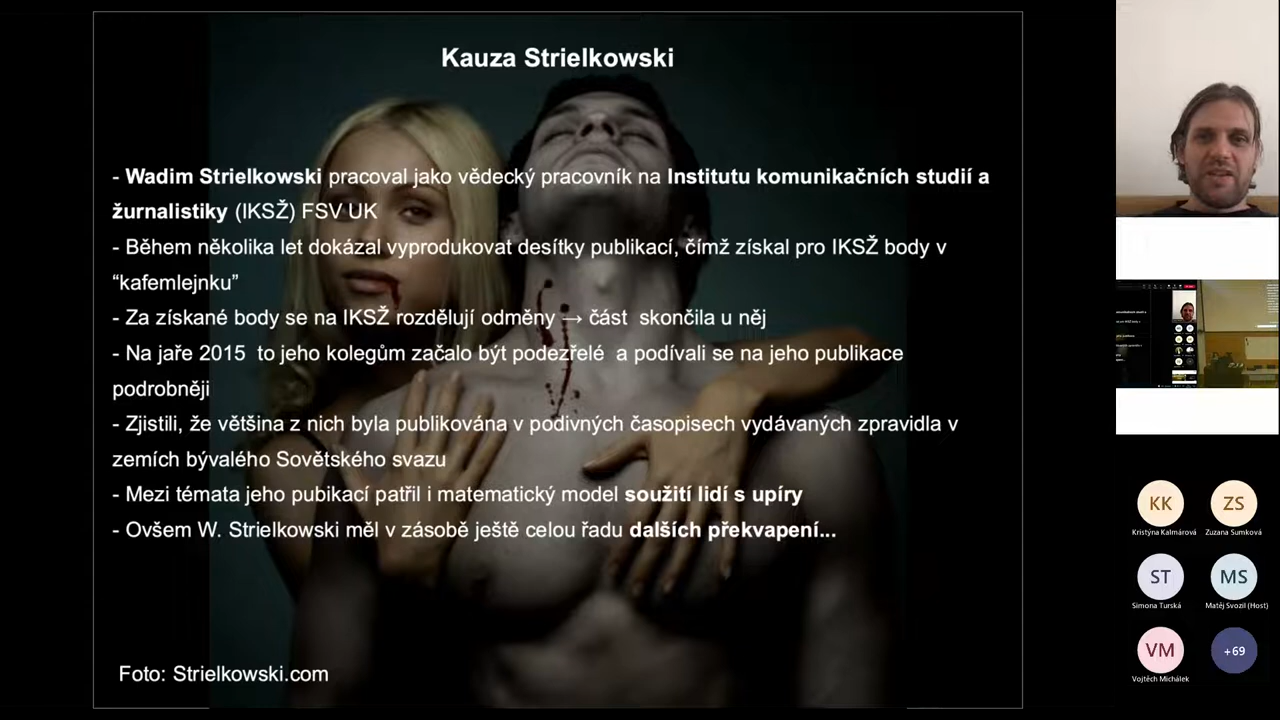 Kauza Strielkowski
- Wadim Strielkowski pracoval jako vědecký pracovník na Institutu komunikačních studií a
žurnalistiky (IKSŽ) FSV UK
- Během několika let dokázal vyprodukovat desítky publikací, čímž získal pro IKSŽ body v
“kafemlejnku”
- Za získané body se na IKSŽ rozdělují odměny → část skončila u něj
- Na jaře 2015 to jeho kolegům začalo být podezřelé a podívali se na jeho publikace
podrobněji
- Zjistili, že většina z nich byla publikována v podivných časopisech vydávaných zpravidla v
zemích bývalého Sovětského svazu
- Mezi témata jeho pubikací patřil i matematický model soužití lidí s upíry
- Ovšem W. Strielkowski měl v zásobě ještě celou řadu dalších překvapení...
Foto: Strielkowski.com
KK
Kristýna Kalmárová
ZS
Zuzana Sumková
ST
Simona Turská
MS
Matěj Svozil (Host)
VM
Vojtěch Michálek
+69